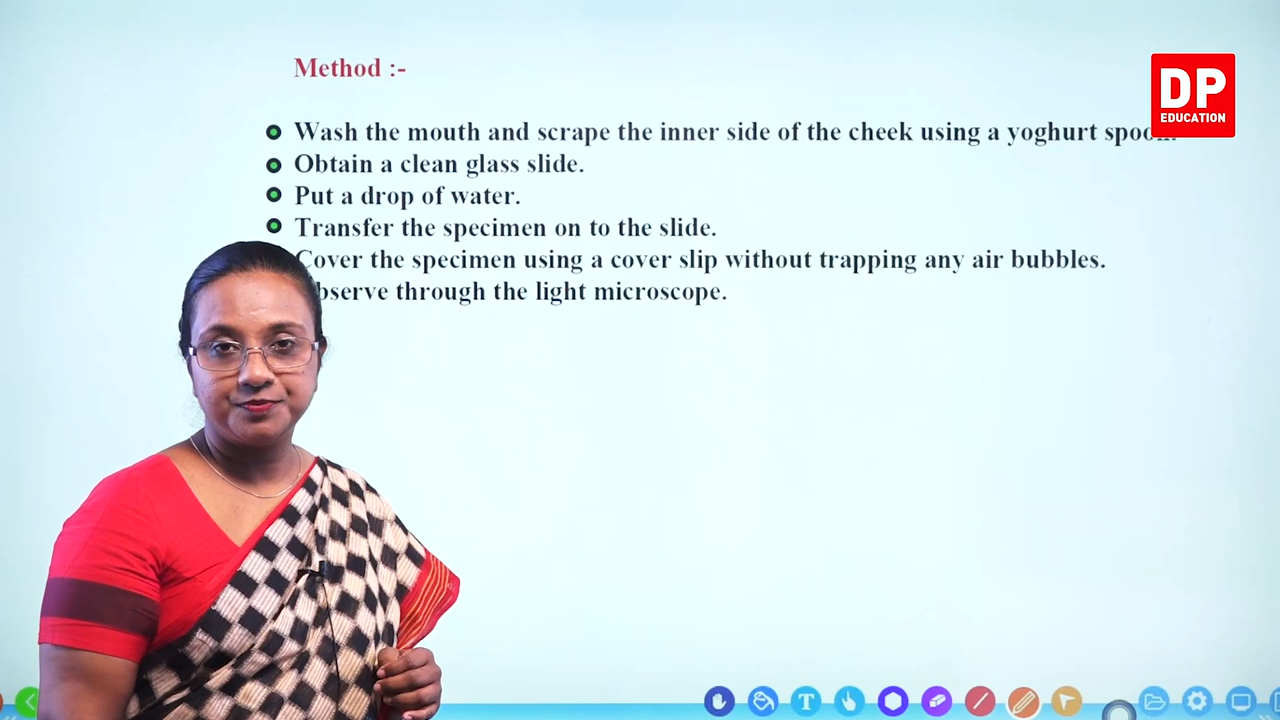 Method :-
Wash the mouth and scrape the inner side of the cheek using a yoghurt spoon.
Obtain a clean glass slide.
Put a drop of water.
Transfer the specimen on to the slide.
Cover the specimen using a cover slip without trapping any air bubbles.
Observe through the light microscope.
DP
EDUCATION
T